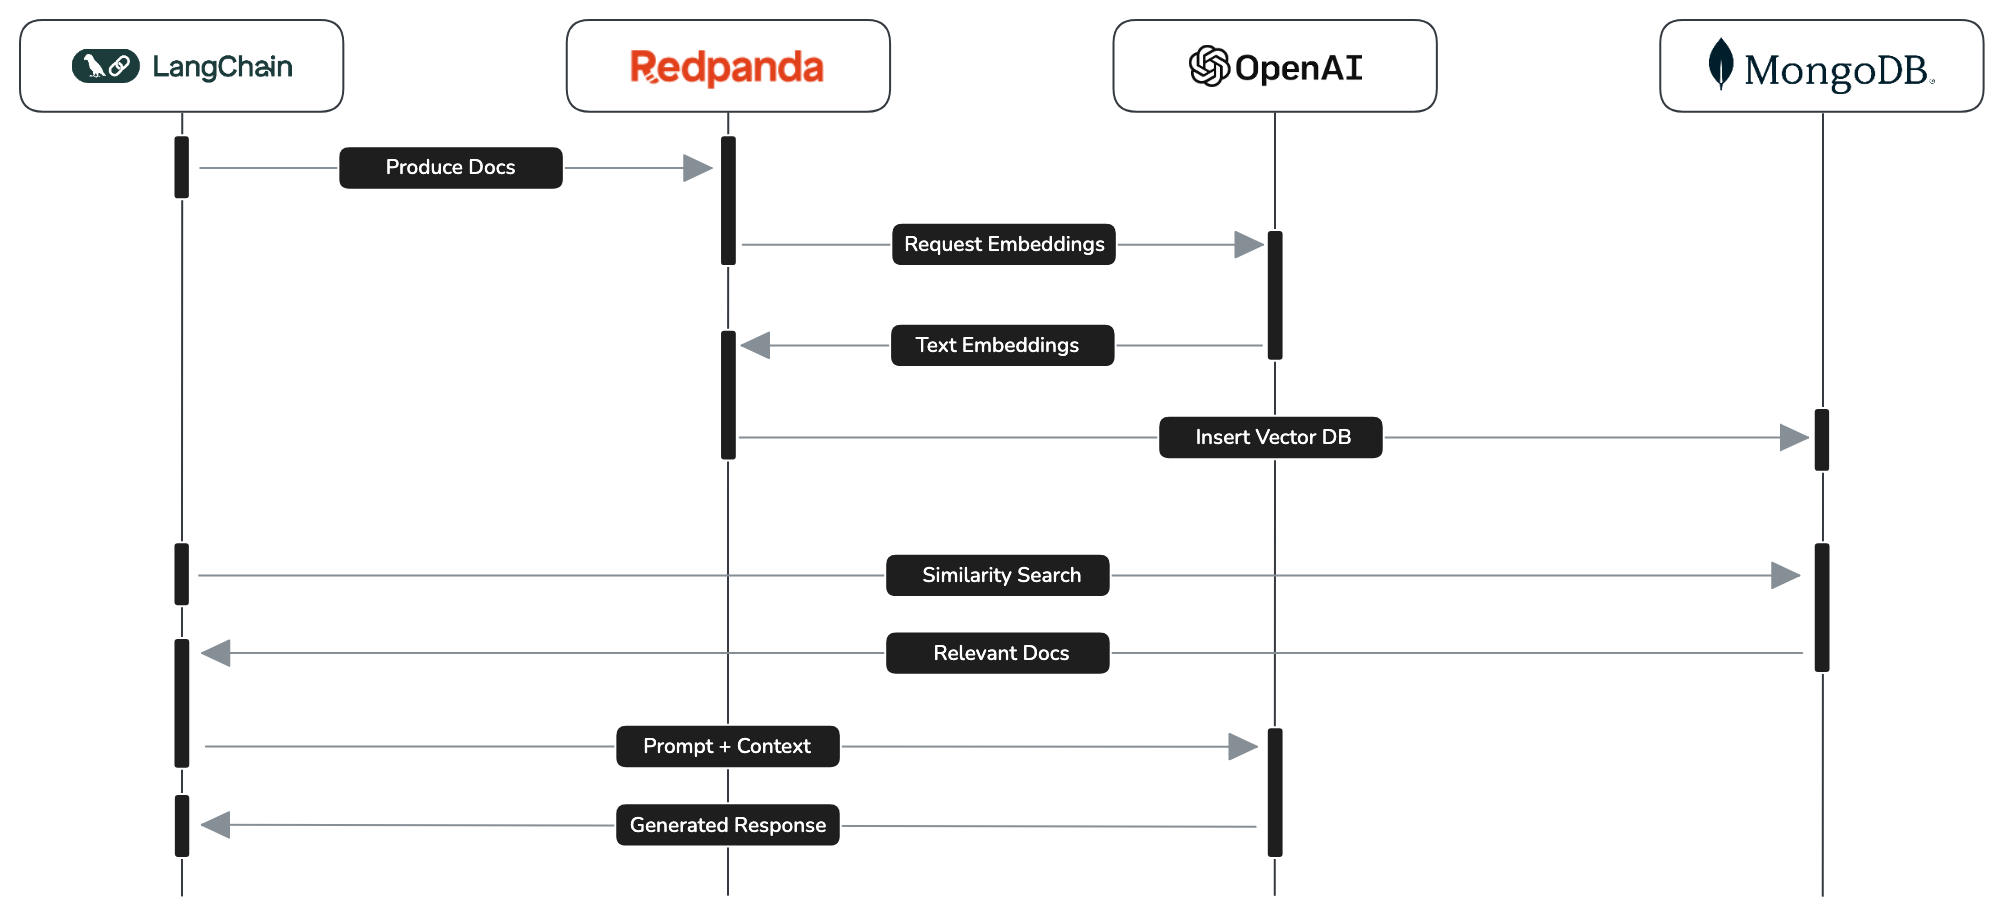 LangChain
Redpanda
OpenAI
MongoDB®
Produce Docs
Request Embeddings
Text Embeddings
Insert Vector DB
Similarity Search
Relevant Docs
Prompt + Context
Generated Response